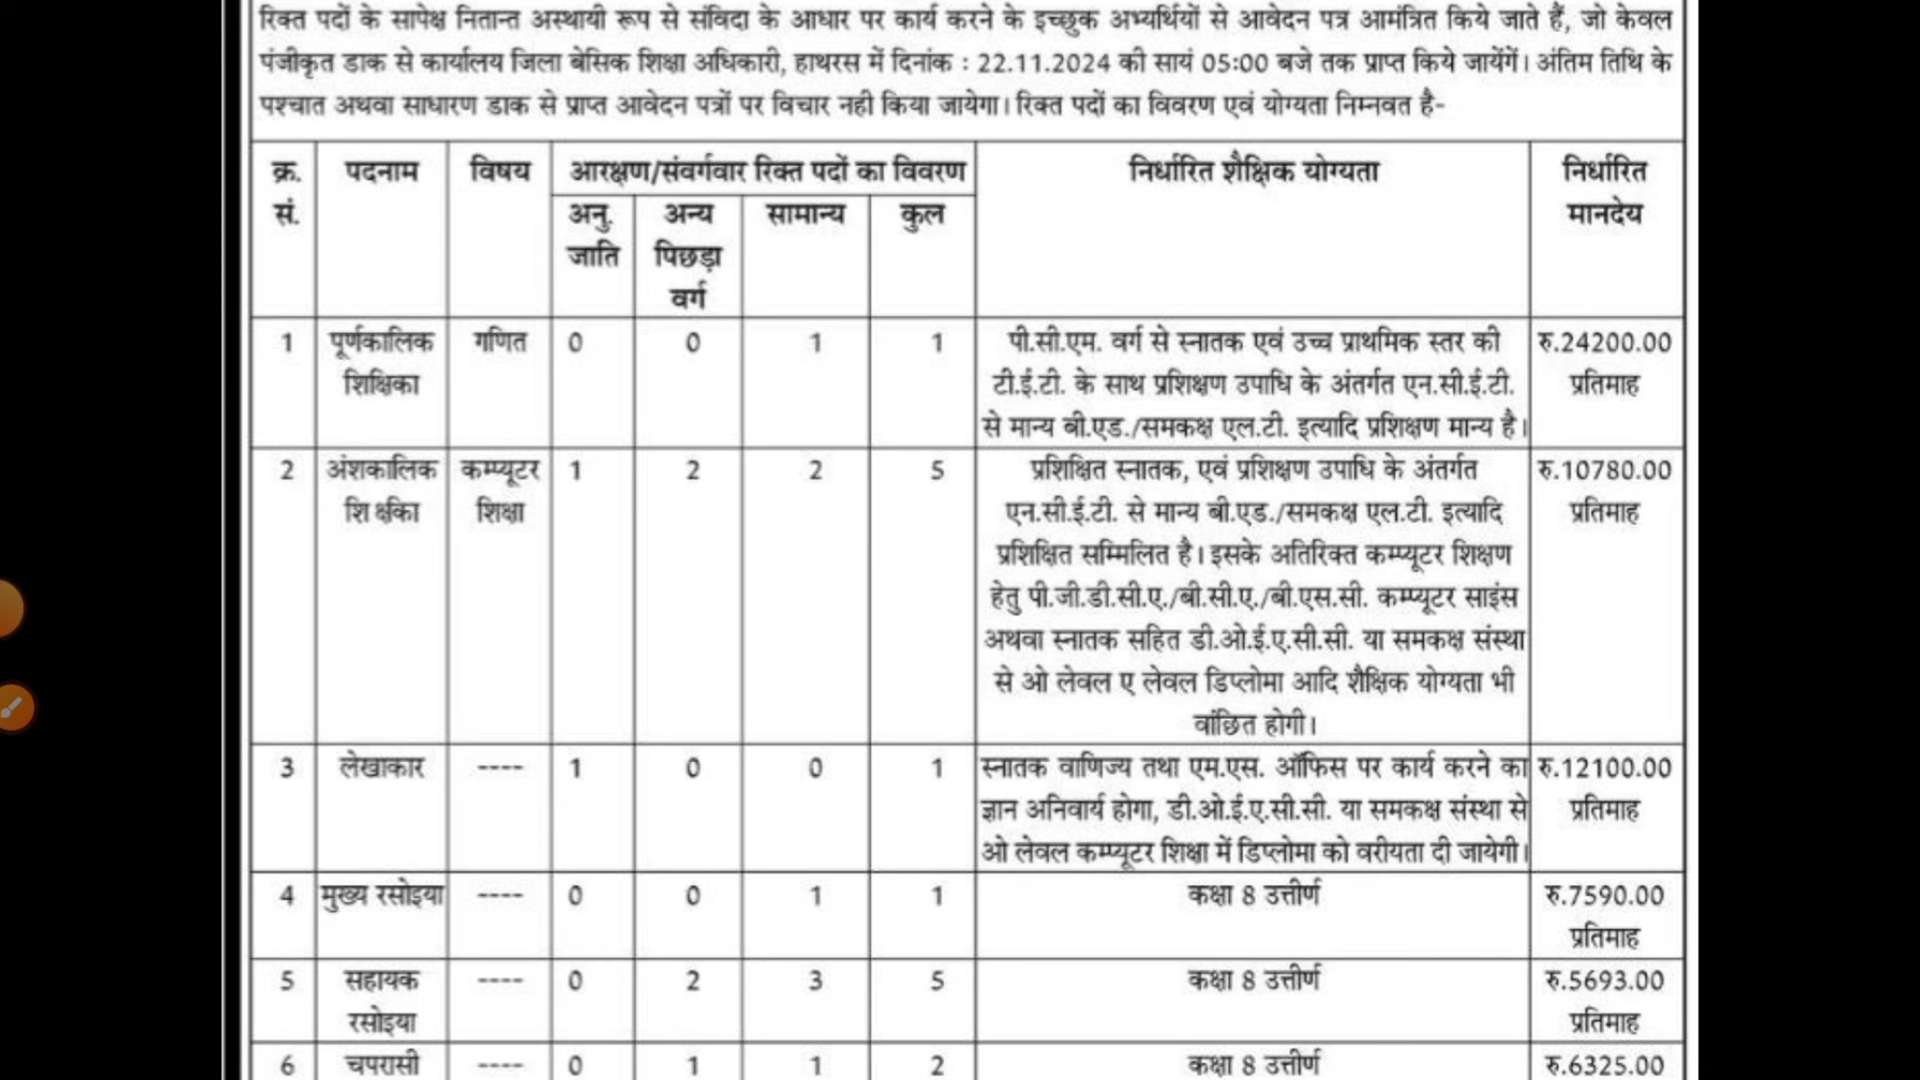 रिक्त पदों के सापेक्ष नितान्त अस्थायी रूप से संविदा के आधार पर कार्य करने के इच्छुक अभ्यर्थियों से आवेदन पत्र आमंत्रित किये जाते हैं, जो केवल
पंजीकृत डाक से कार्यालय जिला बेसिक शिक्षा अधिकारी, हाथरस में दिनांक : 22.11.2024 की सायं 05:00 बजे तक प्राप्त किये जायेंगें। अंतिम तिथि के
पश्चात अथवा साधारण डाक से प्राप्त आवेदन पत्रों पर विचार नही किया जायेगा। रिक्त पदों का विवरण एवं योग्यता निम्नवत है-
क्र. पदनाम विषय आरक्षण/संवर्गवार रिक्त पदों का विवरण निर्धारित शैक्षिक योग्यता निर्धारित
सं. अनु. अन्य सामान्य कुल मानदेय
जाति पिछड़ा
वर्ग
1 पूर्णकालिक गणित 0 0 1 1 पी.सी.एम. वर्ग से स्नातक एवं उच्च प्राथमिक स्तर की रु.24200.00
शिक्षिका टी.ई.टी. के साथ प्रशिक्षण उपाधि के अंतर्गत एन.सी.ई.टी. प्रतिमाह
से मान्य बी.एड./समकक्ष एल.टी. इत्यादि प्रशिक्षण मान्य है।
2 अंशकालिक कम्प्यूटर 1 2 2 5 प्रशिक्षित स्नातक, एवं प्रशिक्षण उपाधि के अंतर्गत रु.10780.00
शिक्षिका शिक्षा एन.सी.ई.टी. से मान्य बी.एड./समकक्ष एल.टी. इत्यादि प्रतिमाह
प्रशिक्षित सम्मिलित है। इसके अतिरिक्त कम्प्यूटर शिक्षण
हेतु पी.जी.डी.सी.ए./बी.सी.ए./बी.एस.सी. कम्प्यूटर साइंस
अथवा स्नातक सहित डी.ओ.ई.ए.सी.सी. या समकक्ष संस्था
से ओ लेवल ए लेवल डिप्लोमा आदि शैक्षिक योग्यता भी
वांछित होगी।
3 लेखाकार ---- 1 0 0 1 स्नातक वाणिज्य तथा एम.एस. ऑफिस पर कार्य करने का रु.12100.00
ज्ञान अनिवार्य होगा, डी.ओ.ई.ए.सी.सी. या समकक्ष संस्था से प्रतिमाह
ओ लेवल कम्प्यूटर शिक्षा में डिप्लोमा को वरीयता दी जायेगी।
4 मुख्य रसोइया ---- 0 0 1 1 कक्षा 8 उत्तीर्ण रु.7590.00
प्रतिमाह
5 सहायक ---- 0 2 3 5 कक्षा 8 उत्तीर्ण रु.5693.00
रसोइया प्रतिमाह
6 चपरासी ---- 0 1 1 2 कक्षा 8 उत्तीर्ण रु.6325.00